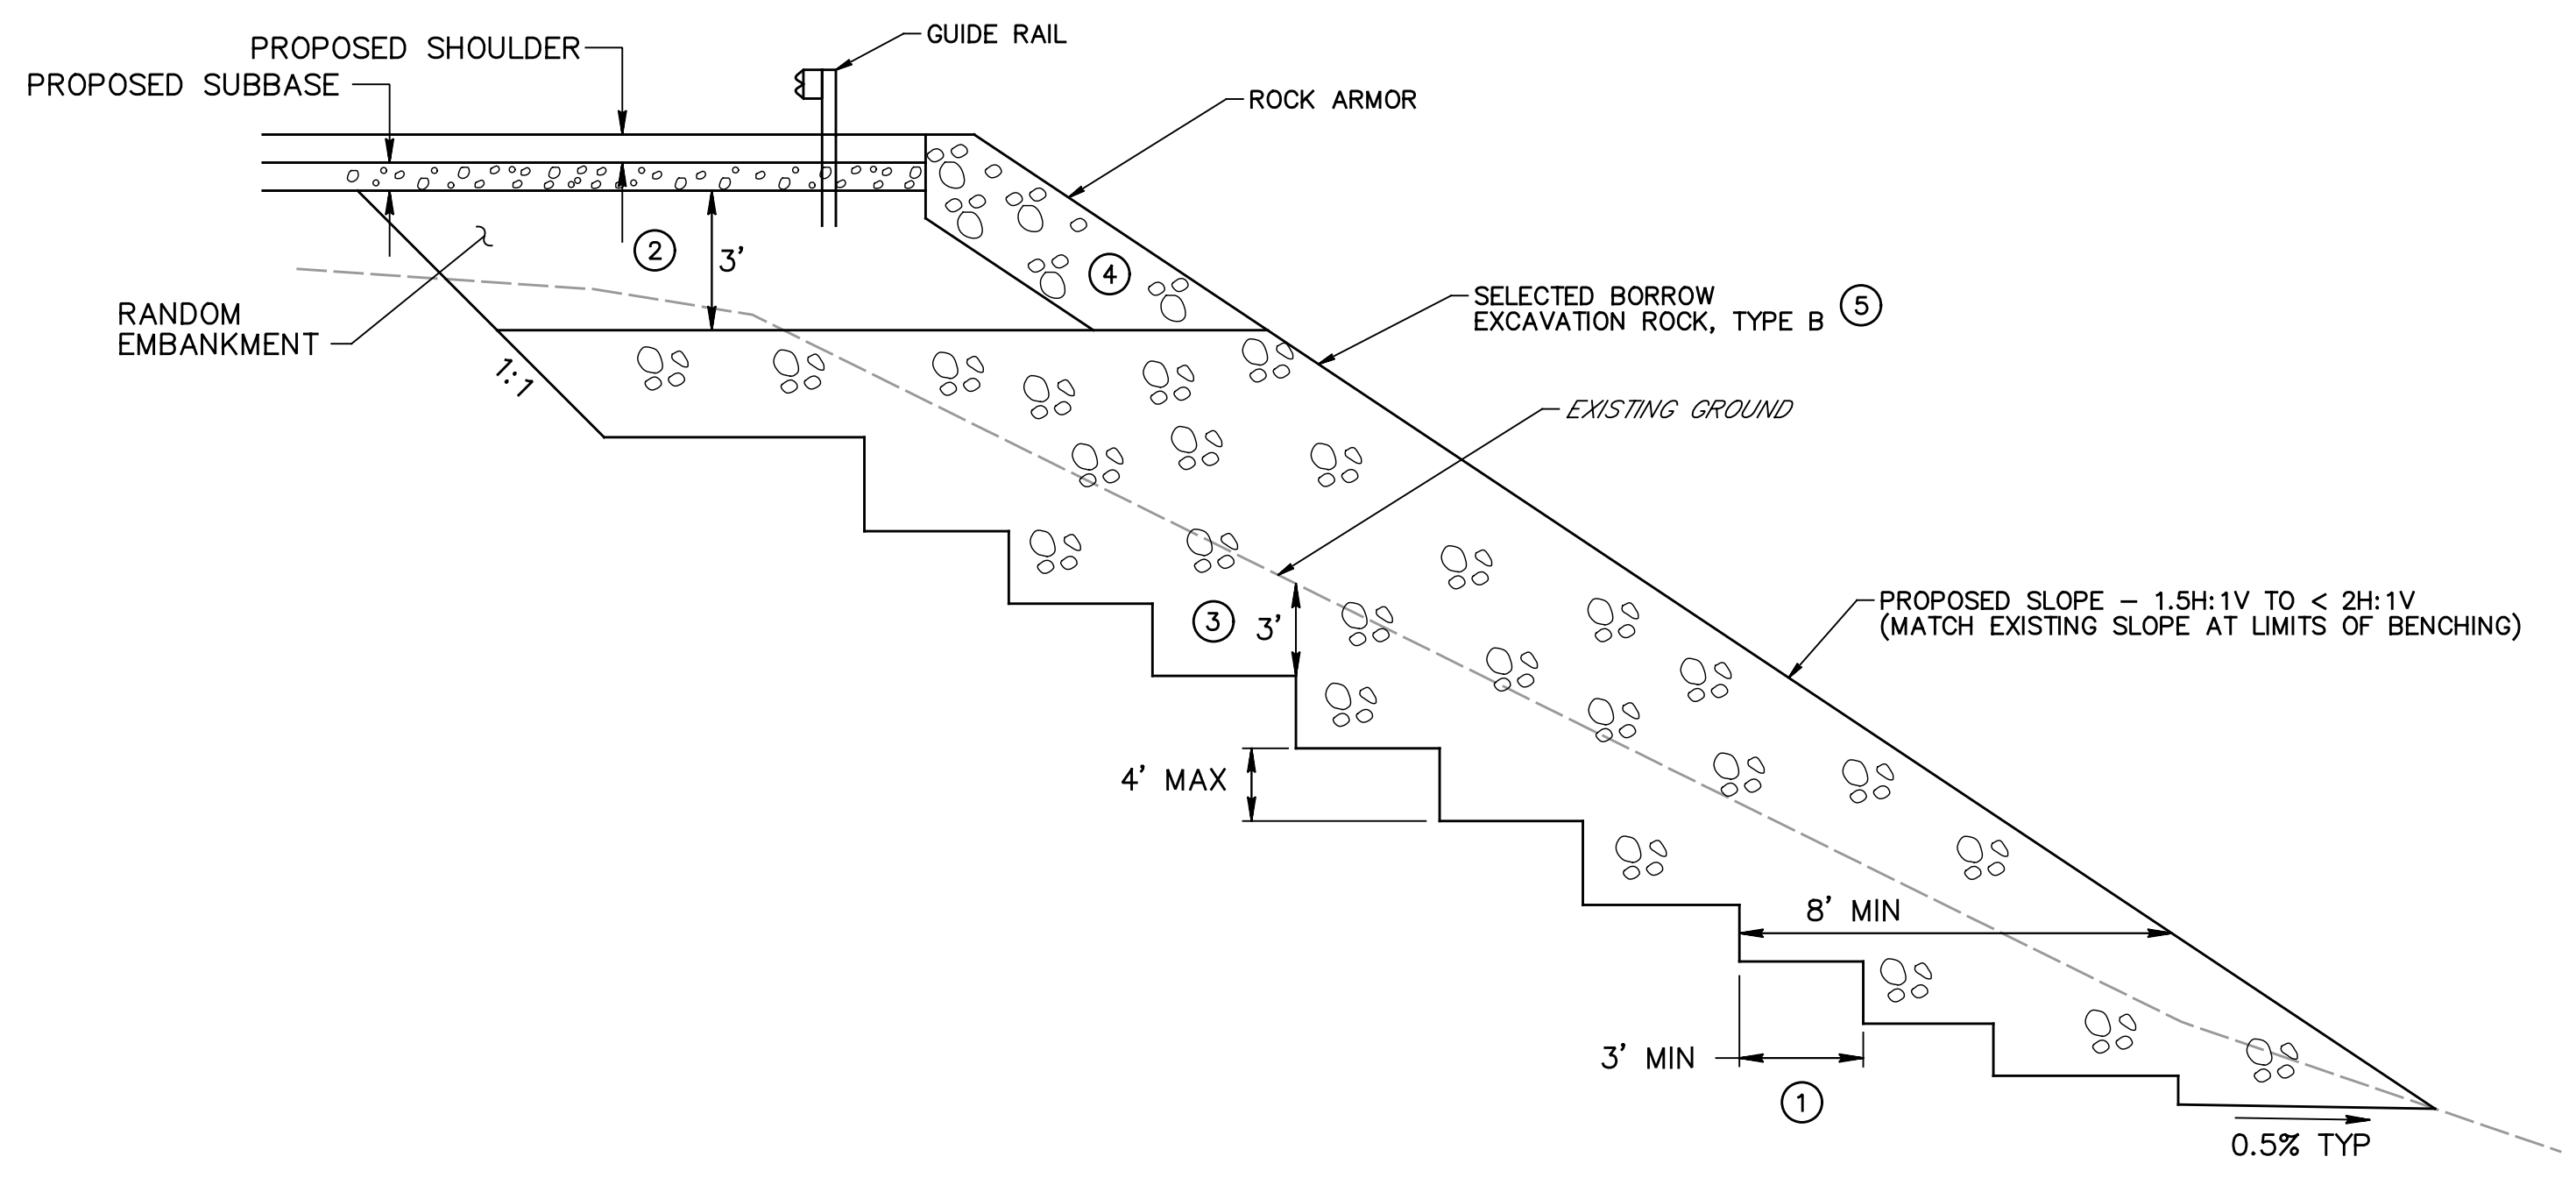 GUIDE RAIL
PROPOSED SHOULDER
PROPOSED SUBBASE
ROCK ARMOR
2
3'
4
RANDOM
EMBANKMENT
SELECTED BORROW
EXCAVATION ROCK, TYPE B
5
1:1
EXISTING GROUND
3
3'
PROPOSED SLOPE – 1.5H:1V TO < 2H:1V
(MATCH EXISTING SLOPE AT LIMITS OF BENCHING)
4' MAX
8' MIN
3' MIN
1
0.5% TYP